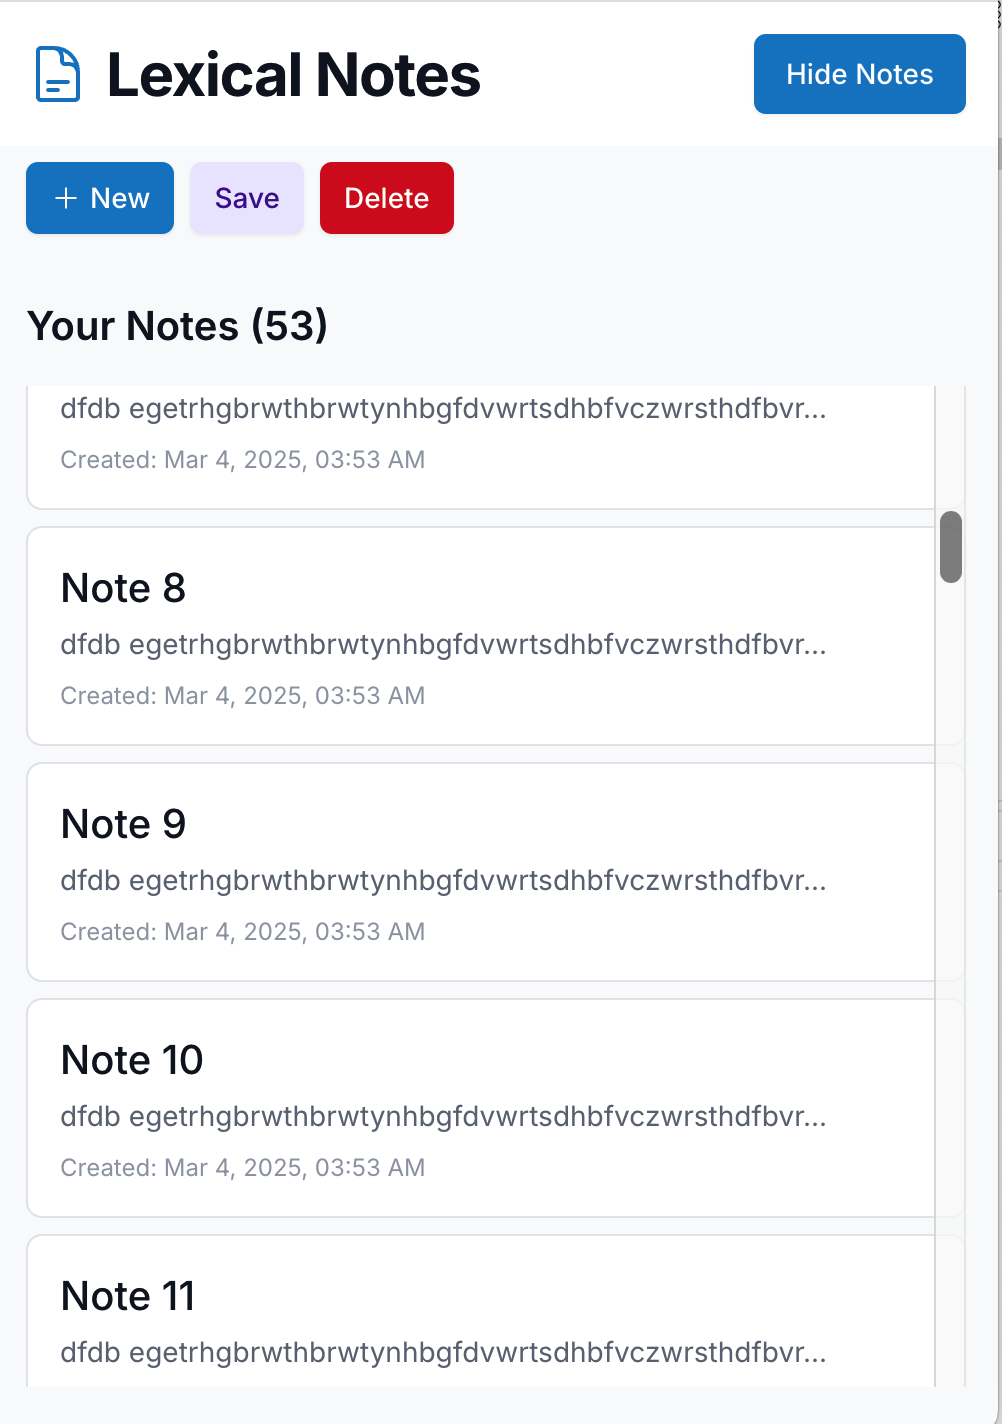 Lexical Notes
Hide Notes
+ New
Save
Delete
Your Notes (53)
dfdb egetrhgbrwthbrwtynhbgfdvwrtsdhbfvczwrsthdfbvr...
Created: Mar 4, 2025, 03:53 AM
Note 8
dfdb egetrhgbrwthbrwtynhbgfdvwrtsdhbfvczwrsthdfbvr...
Created: Mar 4, 2025, 03:53 AM
Note 9
dfdb egetrhgbrwthbrwtynhbgfdvwrtsdhbfvczwrsthdfbvr...
Created: Mar 4, 2025, 03:53 AM
Note 10
dfdb egetrhgbrwthbrwtynhbgfdvwrtsdhbfvczwrsthdfbvr...
Created: Mar 4, 2025, 03:53 AM
Note 11
dfdb egetrhgbrwthbrwtynhbgfdvwrtsdhbfvczwrsthdfbvr...